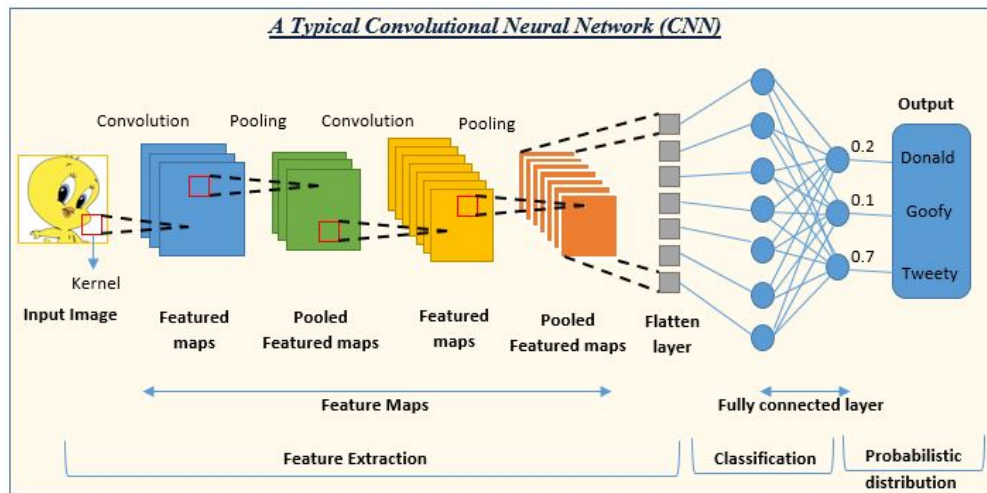 A Typical Convolutional Neural Network (CNN)
Convolution
Pooling
Convolution
Pooling
Output
0.2
Donald
0.1
Goofy
0.7
Tweety
Kernel
Input Image
Featured
maps
Pooled
Featured maps
Featured
maps
Pooled
Featured maps
Flatten
layer
Feature Maps
Fully connected layer
Feature Extraction
Classification
Probabilistic
distribution